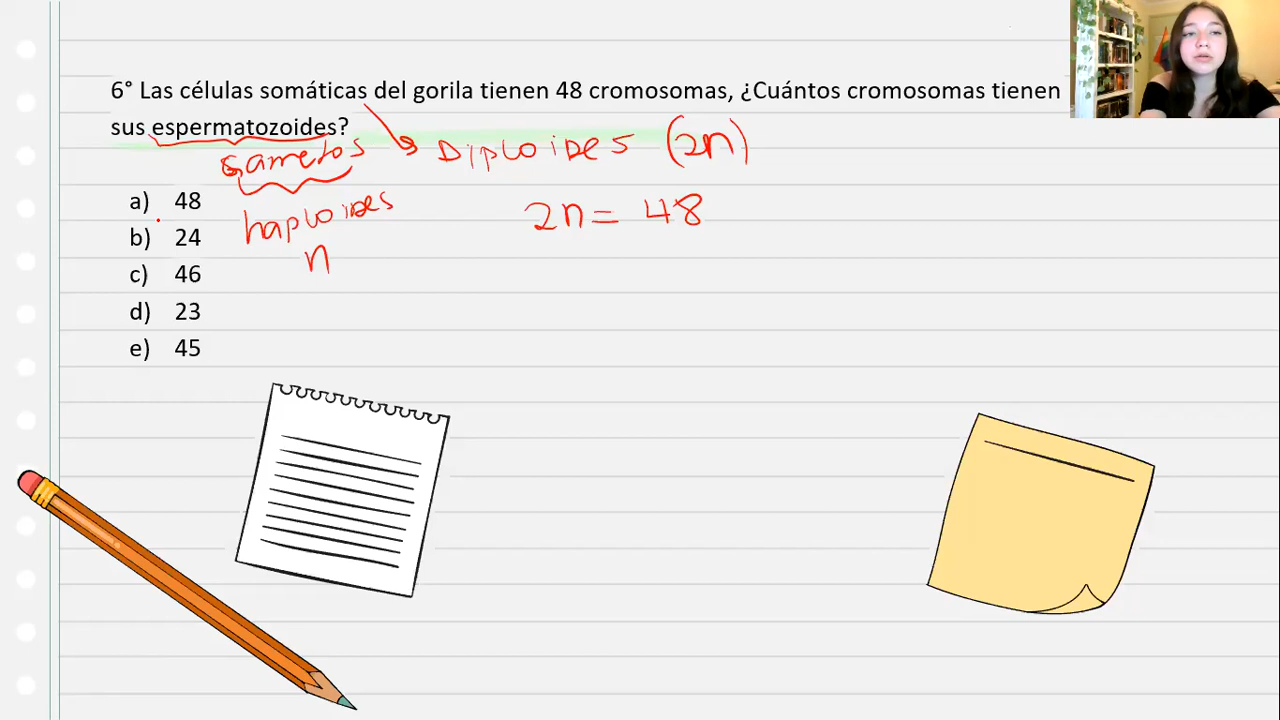 6° Las células somáticas del gorila tienen 48 cromosomas, ¿Cuántos cromosomas tienen
sus espermatozoides?
Gametos
Diploides (2n)
haploides
n
2n = 48
a) 48
b) 24
c) 46
d) 23
e) 45